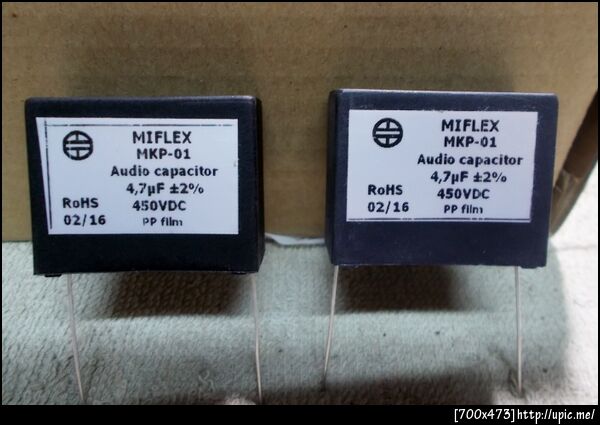 MIFLEX
MKP-01
Audio capacitor
4,7µF ±2%
RoHS 450VDC
02/16 PP film
MIFLEX
MKP-01
Audio capacitor
4,7µF ±2%
RoHS 450VDC
02/16 PP film
[700x473]http://upic.me/